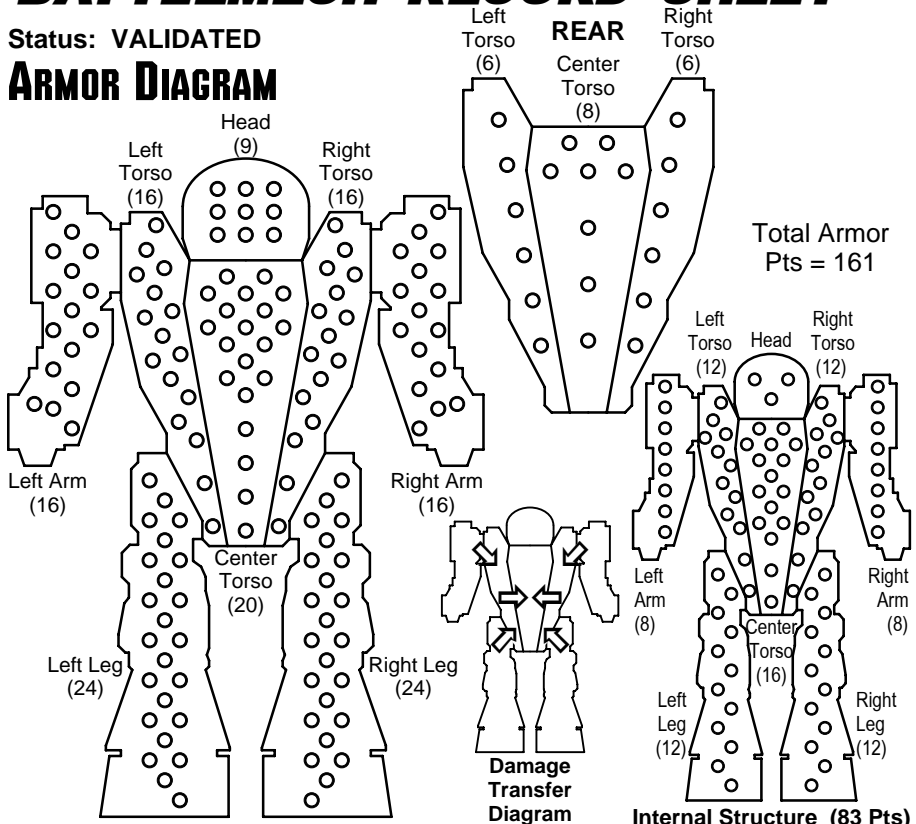 BATTLEMECH RECORD SHEET
Status: VALIDATED
ARMOR DIAGRAM
Left
Torso
(6)
REAR
Center
Torso
(8)
Right
Torso
(6)
Head
(9)
Left
Torso
(16)
Right
Torso
(16)
Total Armor
Pts = 161
Left Arm
(16)
Right Arm
(16)
Center
Torso
(20)
Left Leg
(24)
Right Leg
(24)
Damage
Transfer
Diagram
Left
Torso
(12)
Head
Right
Torso
(12)
Left
Arm
(8)
Right
Arm
(8)
Center
Torso
(16)
Left
Leg
(12)
Right
Leg
(12)
Internal Structure (83 Pts)